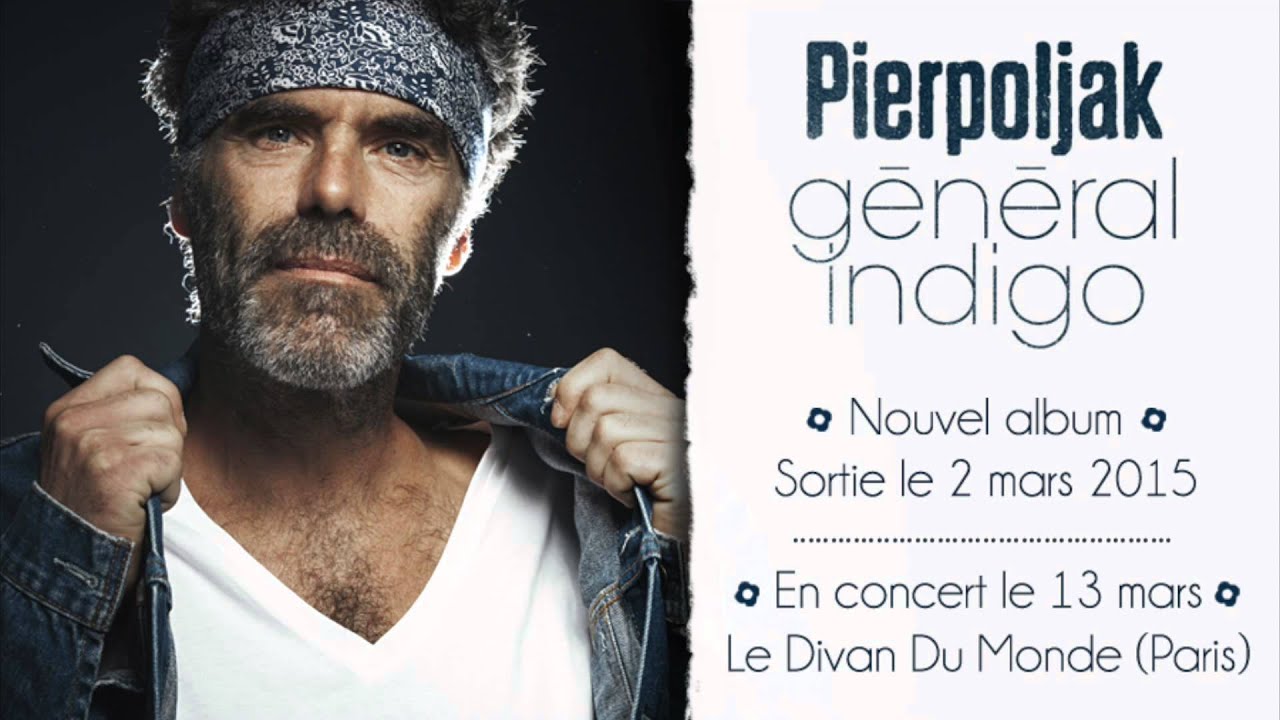 Pierpoljak
gēnēral
indigo
Nouvel album
Sortie le 2 mars 2015
En concert le 13 mars
Le Divan Du Monde (Paris)